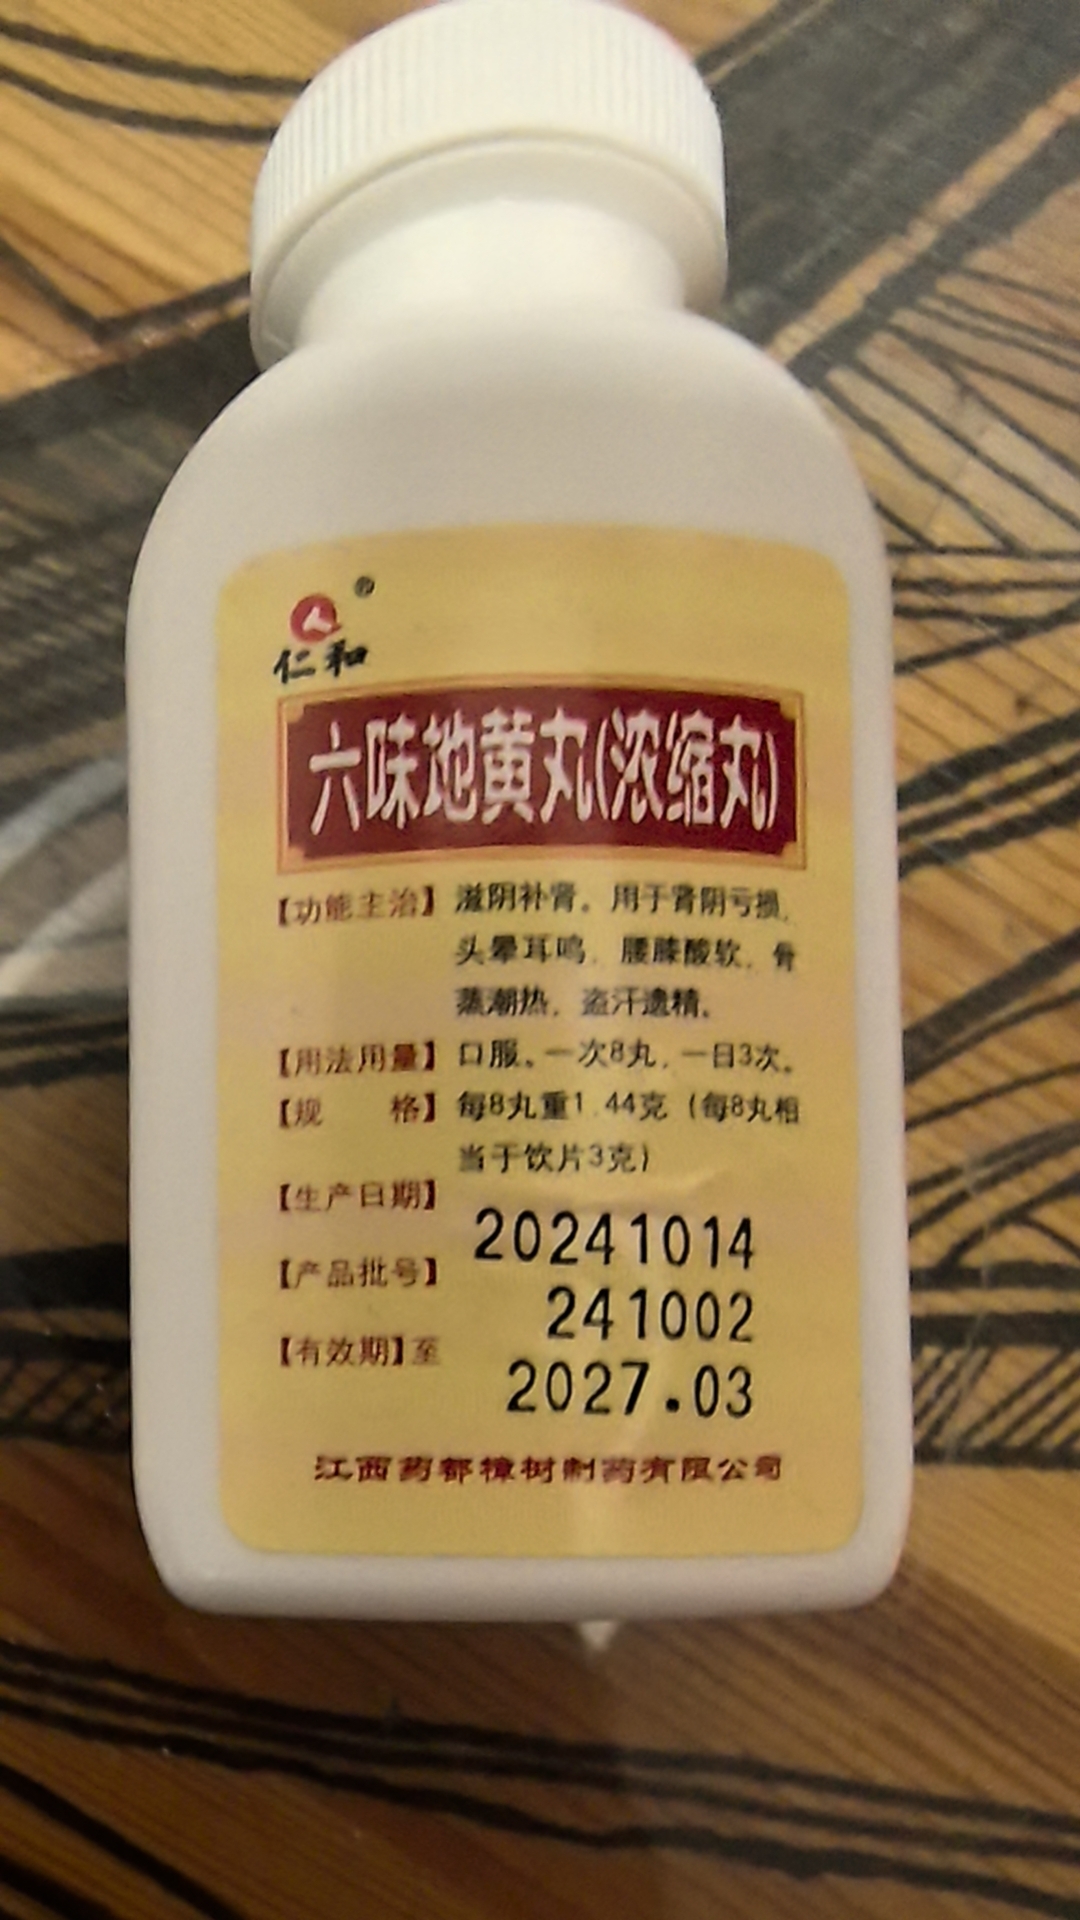 ®
仁和
六味地黄丸(浓缩丸)
【功能主治】 滋阴补肾。用于肾阴亏损，
头晕耳鸣，腰膝酸软，骨
蒸潮热，盗汗遗精。
【用法用量】 口服。一次8丸，一日3次。
【规 格】 每8丸重1.44克（每8丸相
当于饮片3克）
【生产日期】 20241014
【产品批号】 241002
【有效期】至 2027.03
江西药都樟树制药有限公司